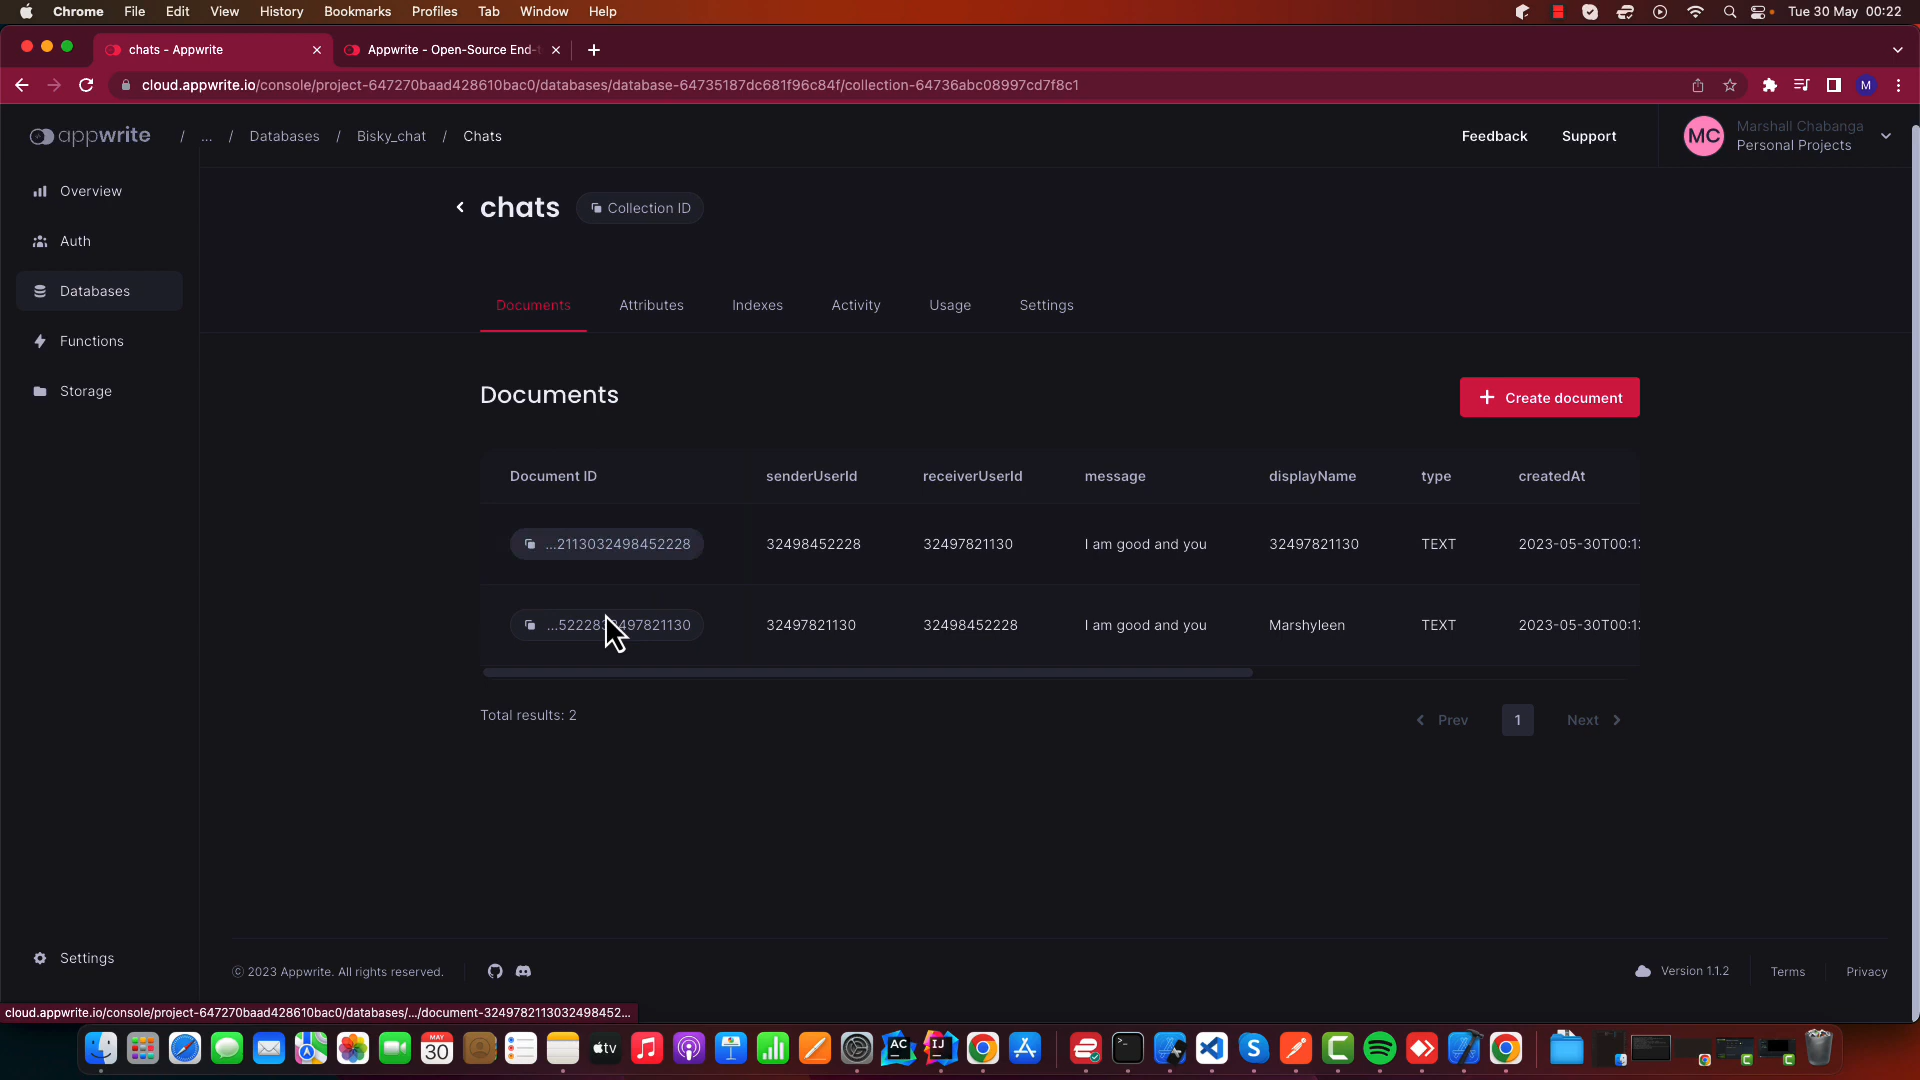 Chrome File Edit View History Bookmarks Profiles Tab Window Help Tue 30 May 00:22
chats - Appwrite Appwrite - Open-Source End-
cloud.appwrite.io/console/project-647270baad428610bac0/databases/database-64735187dc681f96c84f/collection-64736abc08997cd7f8c1 M
appwrite / ... / Databases / Bisky_chat / Chats Feedback Support MC Marshall Chabanga
Personal Projects
Overview
Auth
Databases
Functions
Storage
Settings
chats Collection ID
Documents Attributes Indexes Activity Usage Settings
Documents Create document
Document ID senderUserId receiverUserId message displayName type createdAt
...2113032498452228 32498452228 32497821130 I am good and you 32497821130 TEXT 2023-05-30T00:1
32497821130 32498452228 I am good and you Marshyleen TEXT 2023-05-30T00:1
Total results: 2 Prev 1 Next
© 2023 Appwrite. All rights reserved. Version 1.1.2 Terms Privacy
cloud.appwrite.io/console/project-647270baad428610bac0/databases/.../document-3249782113032498452...
MAY 30 tv AC IJ